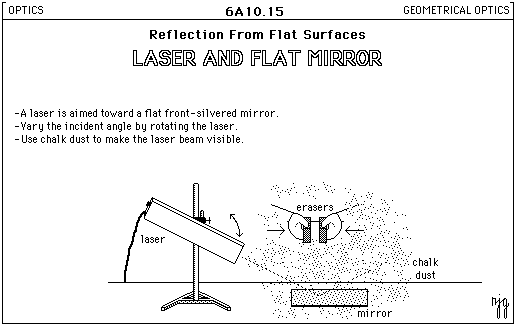 OPTICS 6A10.15 GEOMETRICAL OPTICS
Reflection From Flat Surfaces
LASER AND FLAT MIRROR
-A laser is aimed toward a flat front-silvered mirror.
-Vary the incident angle by rotating the laser.
-Use chalk dust to make the laser beam visible.
erasers
laser
chalk
dust
mirror